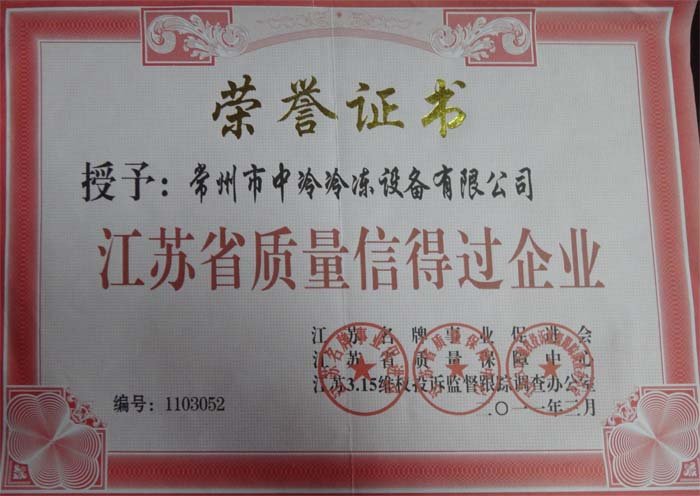 荣誉证书
授予：常州市中冷冷冻设备有限公司
江苏省质量信得过企业
江苏名牌事业促进会
江苏省质量保障中心
江苏3.15维权投诉监督跟踪调查办公室
编号：1103052
二〇一一年二月